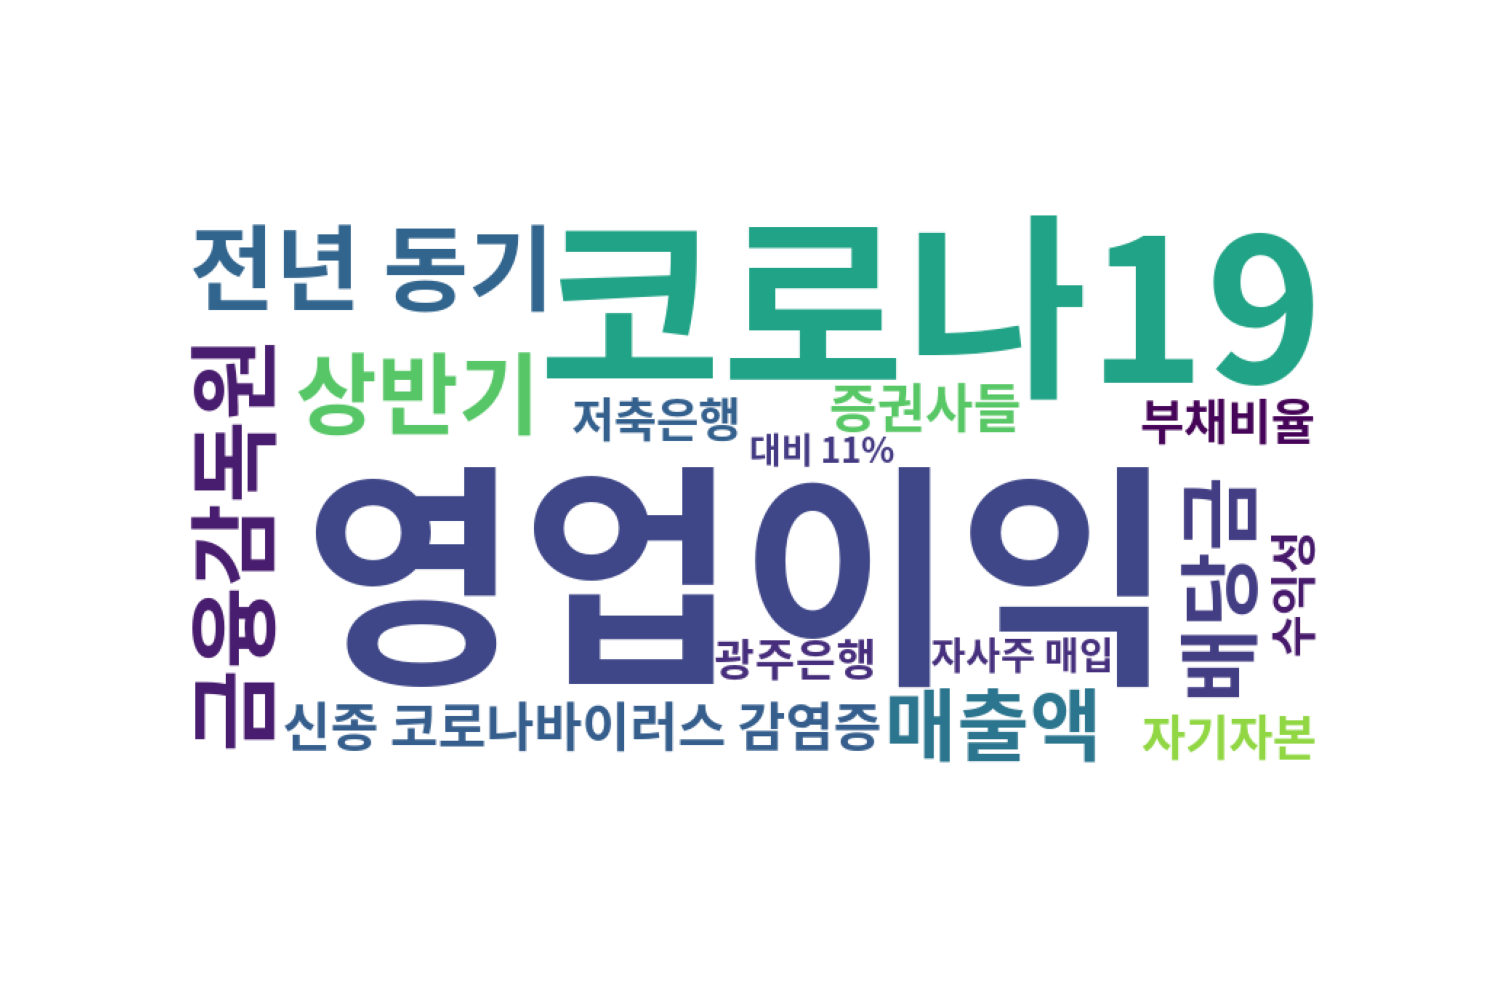 전년 동기
코로나19
금융감독원
상반기
저축은행
증권사들
부채비율
대비 11%
영업이익
배당금
수익성
광주은행
자사주 매입
신종 코로나바이러스 감염증
매출액
자기자본